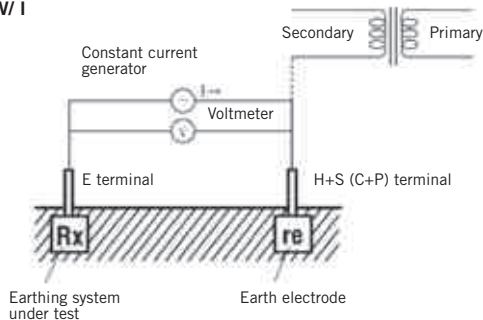 V/ I
Secondary
Primary
Constant current
generator
I→
Voltmeter
V
E terminal
H+S (C+P) terminal
Rx
re
Earthing system
under test
Earth electrode